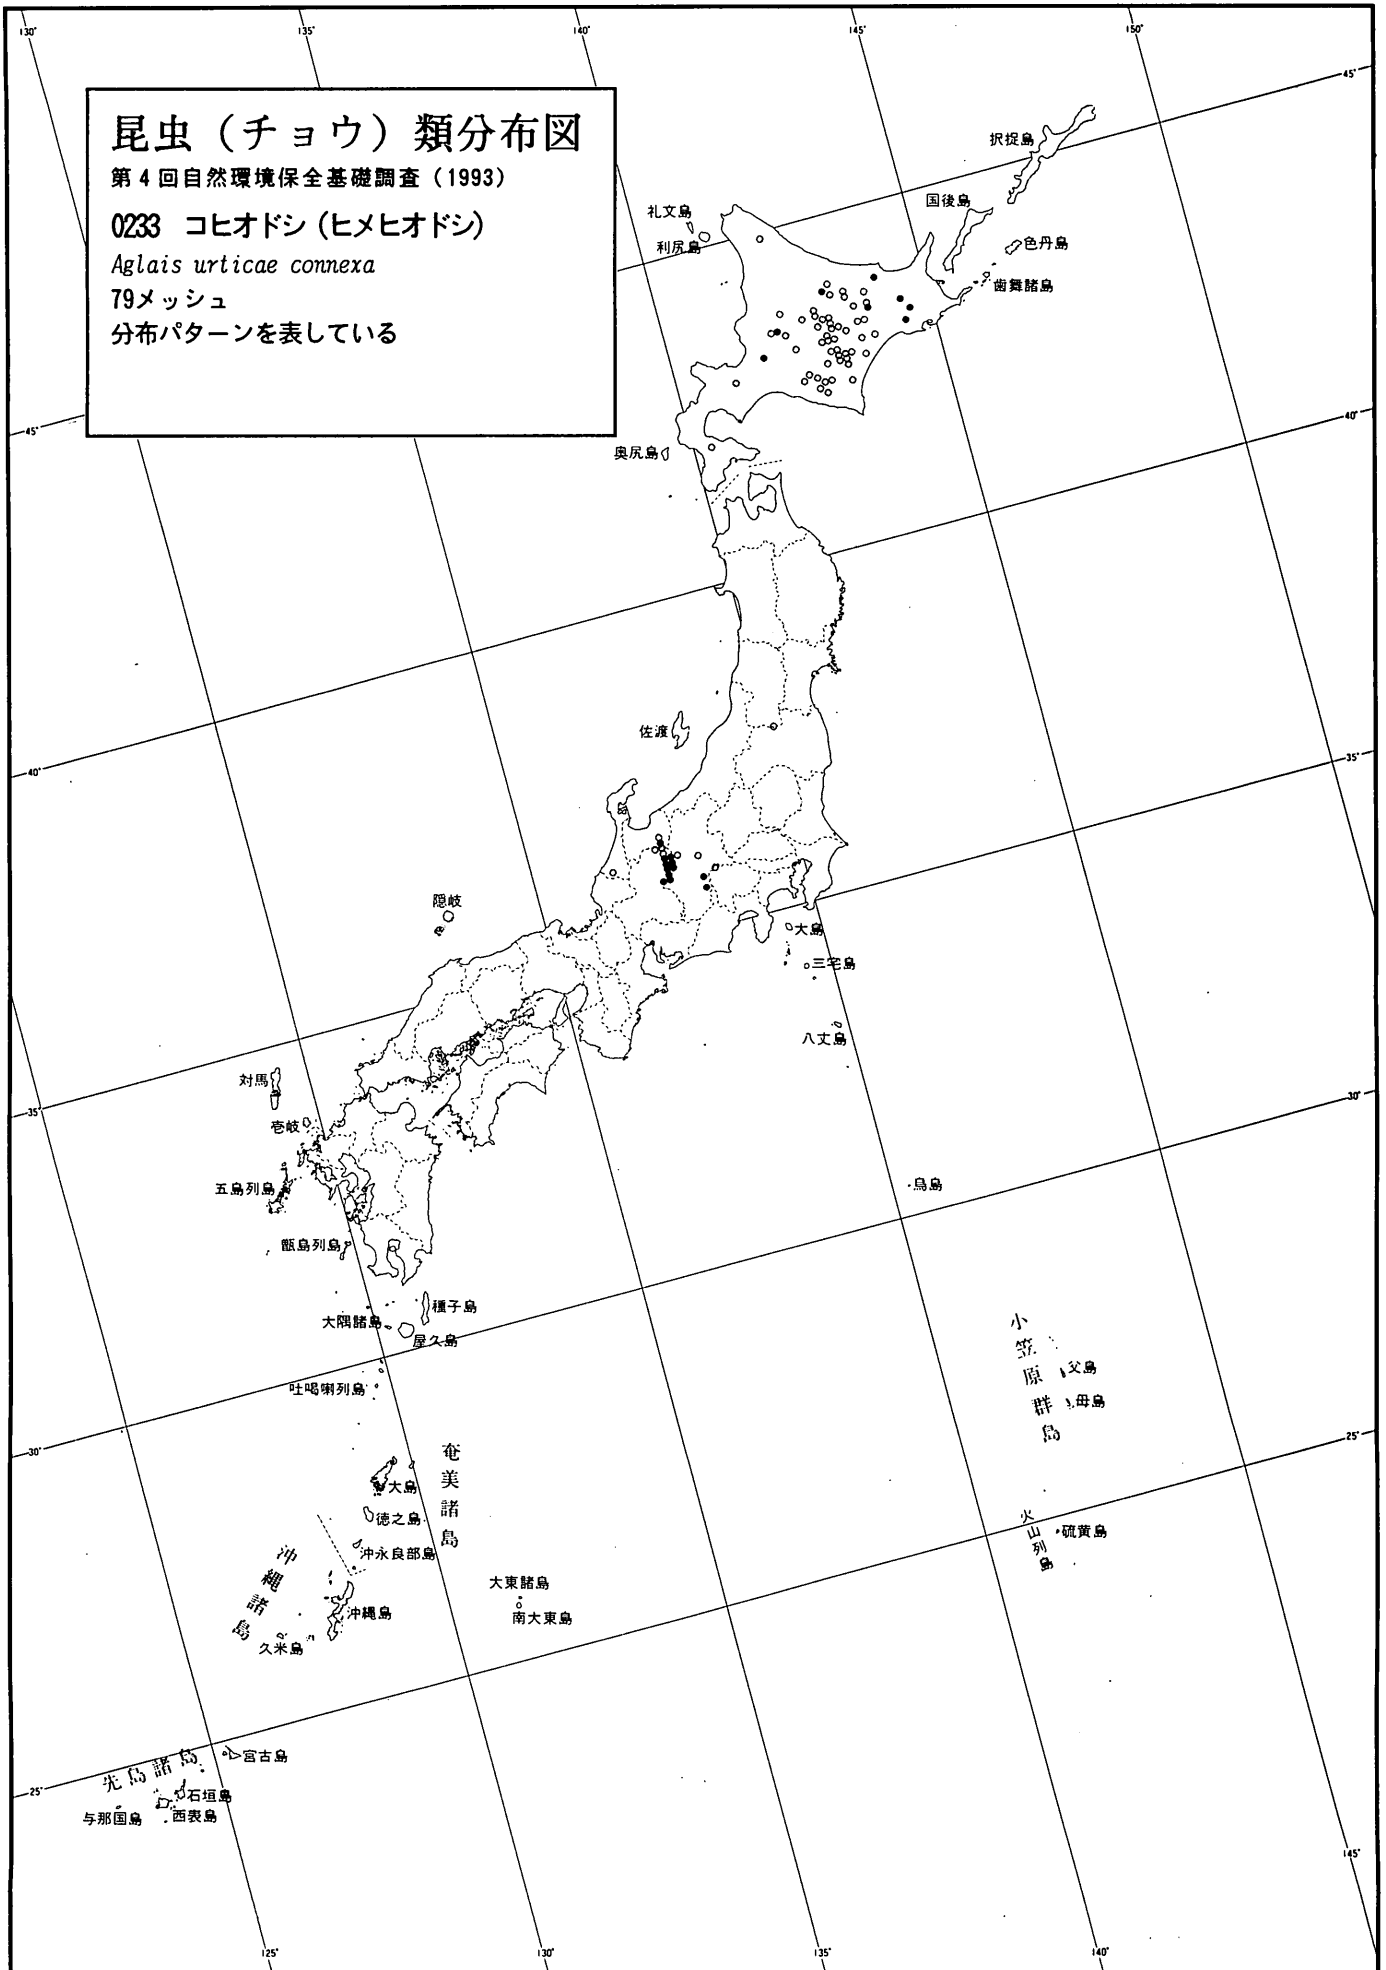 130°
135°
140°
145°
150°
昆虫（チョウ）類分布図
第4回自然環境保全基礎調査（1993）
0233 コヒオドシ（ヒメヒオドシ）
Aglais urticae connexa
79メッシュ
分布パターンを表している
45°
択捉島
国後島
礼文島
利尻島
色丹島
歯舞諸島
45°
40°
奥尻島
佐渡
40°
35°
隠岐
大島
三宅島
八丈島
対馬
35°
壱岐
30°
五島列島
鳥島
甑島列島
種子島
大隅諸島
屋久島
吐噶喇列島
小笠原群島
父島
母島
30°
25°
奄美諸島
大島
徳之島
沖永良部島
沖縄諸島
沖縄島
久米島
大東諸島
南大東島
火山列島
硫黄島
先島諸島
宮古島
石垣島
西表島
与那国島
25°
145°
125°
130°
135°
140°